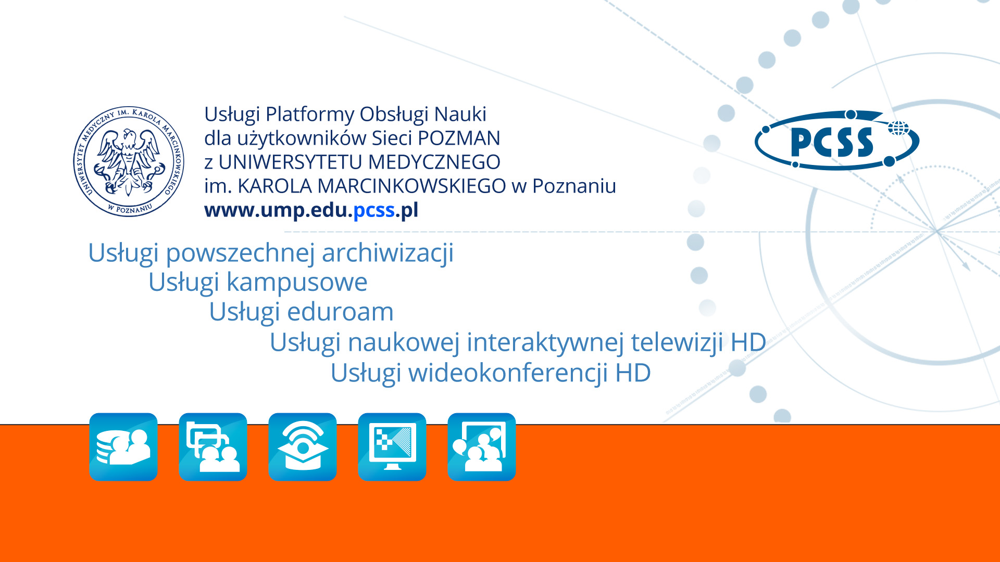 UNIWERSYTET MEDYCZNY IM. KAROLA MARCINKOWSKIEGO
W POZNANIU
Usługi Platformy Obsługi Nauki
dla użytkowników Sieci POZMAN
z UNIWERSYTETU MEDYCZNEGO
im. KAROLA MARCINKOWSKIEGO w Poznaniu
www.ump.edu.pcss.pl
PCSS
Usługi powszechnej archiwizacji
Usługi kampusowe
Usługi eduroam
Usługi naukowej interaktywnej telewizji HD
Usługi wideokonferencji HD